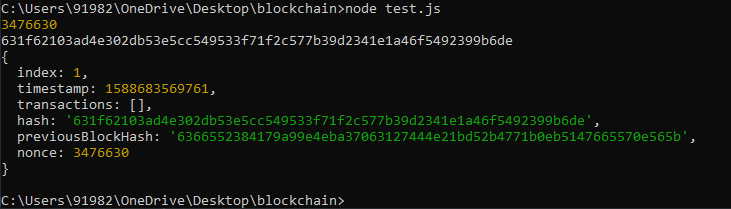 C:\Users\91982\OneDrive\Desktop\blockchain>node test.js
3476630
631f62103ad4e302db53e5cc549533f71f2c577b39d2341e1a46f5492399b6de
{
  index: 1,
  timestamp: 1588683569761,
  transactions: [],
  hash: '631f62103ad4e302db53e5cc549533f71f2c577b39d2341e1a46f5492399b6de',
  previousBlockHash: '6366552384179a99e4eba37063127444e21bd52b4771b0eb5147665570e565b',
  nonce: 3476630
}
C:\Users\91982\OneDrive\Desktop\blockchain>